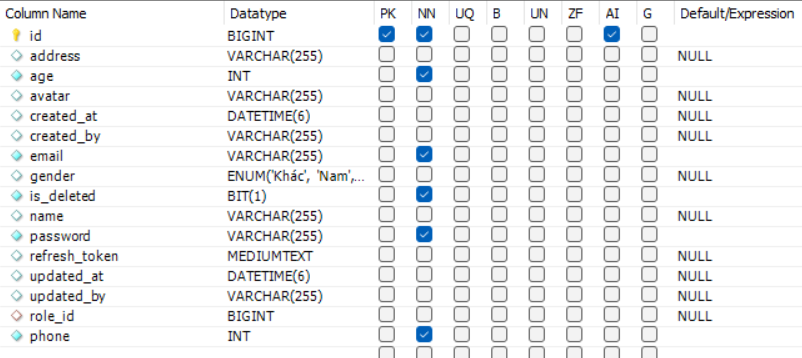 Column Name Datatype PK NN UQ B UN ZF AI G Default/Expression
id BIGINT
address VARCHAR(255) NULL
age INT
avatar VARCHAR(255) NULL
created_at DATETIME(6) NULL
created_by VARCHAR(255) NULL
email VARCHAR(255)
gender ENUM('Khác', 'Nam',... NULL
is_deleted BIT(1)
name VARCHAR(255) NULL
password VARCHAR(255)
refresh_token MEDIUMTEXT NULL
updated_at DATETIME(6) NULL
updated_by VARCHAR(255) NULL
role_id BIGINT NULL
phone INT